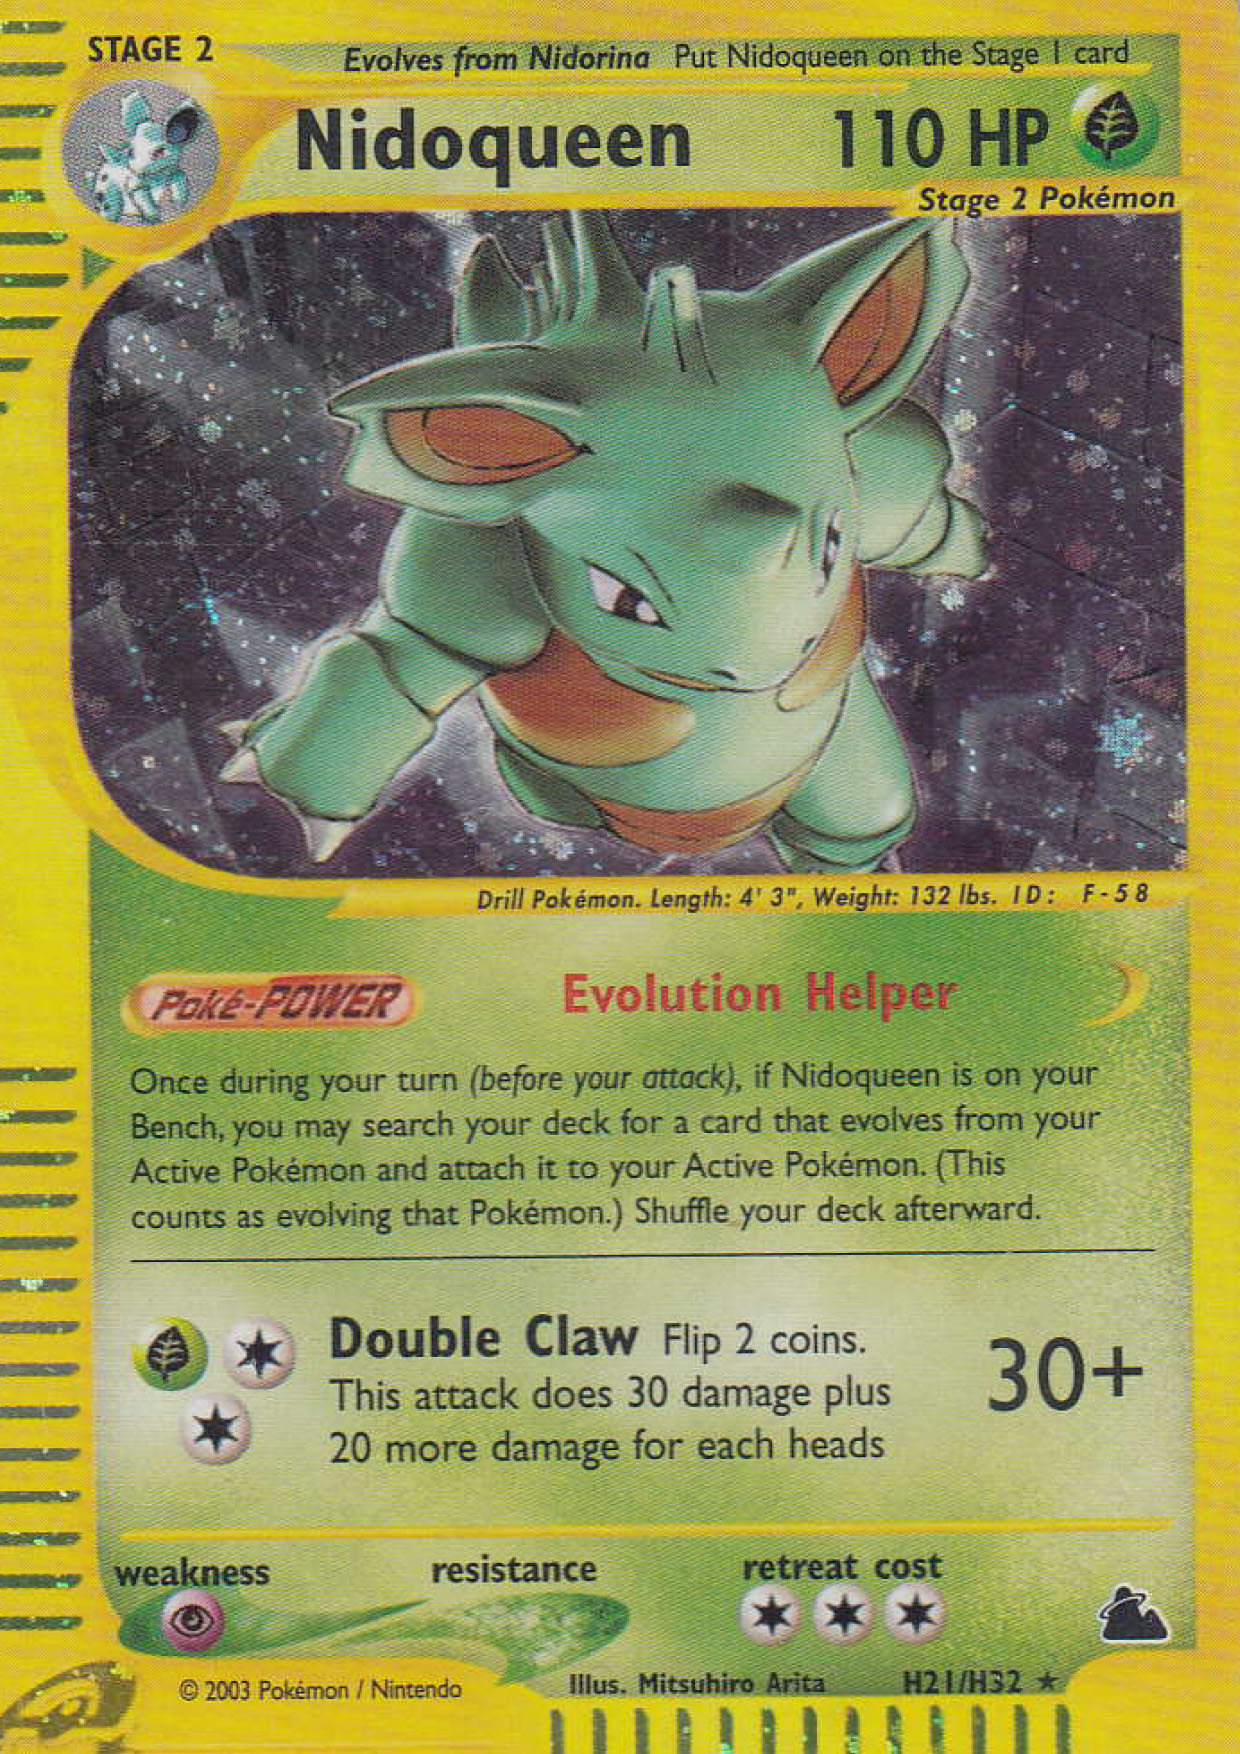 STAGE 2
Evolves from Nidorina Put Nidoqueen on the Stage 1 card
Nidoqueen 110 HP
Stage 2 Pokémon
Drill Pokémon. Length: 4' 3", Weight: 132 lbs. ID: F-58
Poké-POWER Evolution Helper
Once during your turn (before your attack), if Nidoqueen is on your
Bench, you may search your deck for a card that evolves from your
Active Pokémon and attach it to your Active Pokémon. (This
counts as evolving that Pokémon.) Shuffle your deck afterward.
Double Claw Flip 2 coins.
This attack does 30 damage plus
20 more damage for each heads
30+
weakness resistance retreat cost
© 2003 Pokémon / Nintendo Illus. Mitsuhiro Arita H21/H32 ★